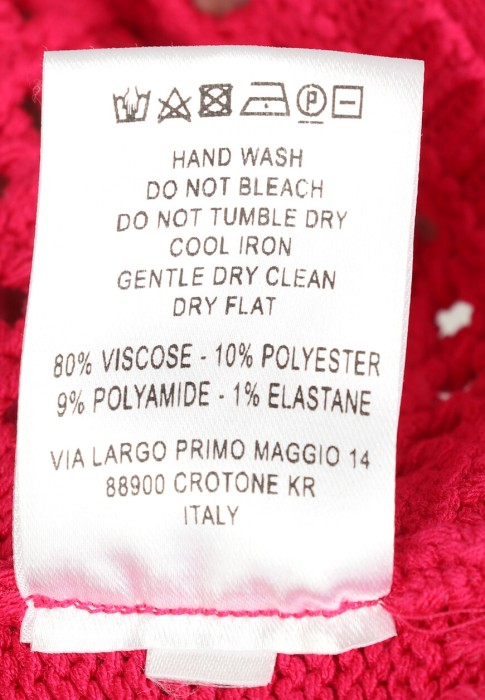 P
HAND WASH
DO NOT BLEACH
DO NOT TUMBLE DRY
COOL IRON
GENTLE DRY CLEAN
DRY FLAT
80% VISCOSE - 10% POLYESTER
9% POLYAMIDE - 1% ELASTANE
VIA LARGO PRIMO MAGGIO 14
88900 CROTONE KR
ITALY